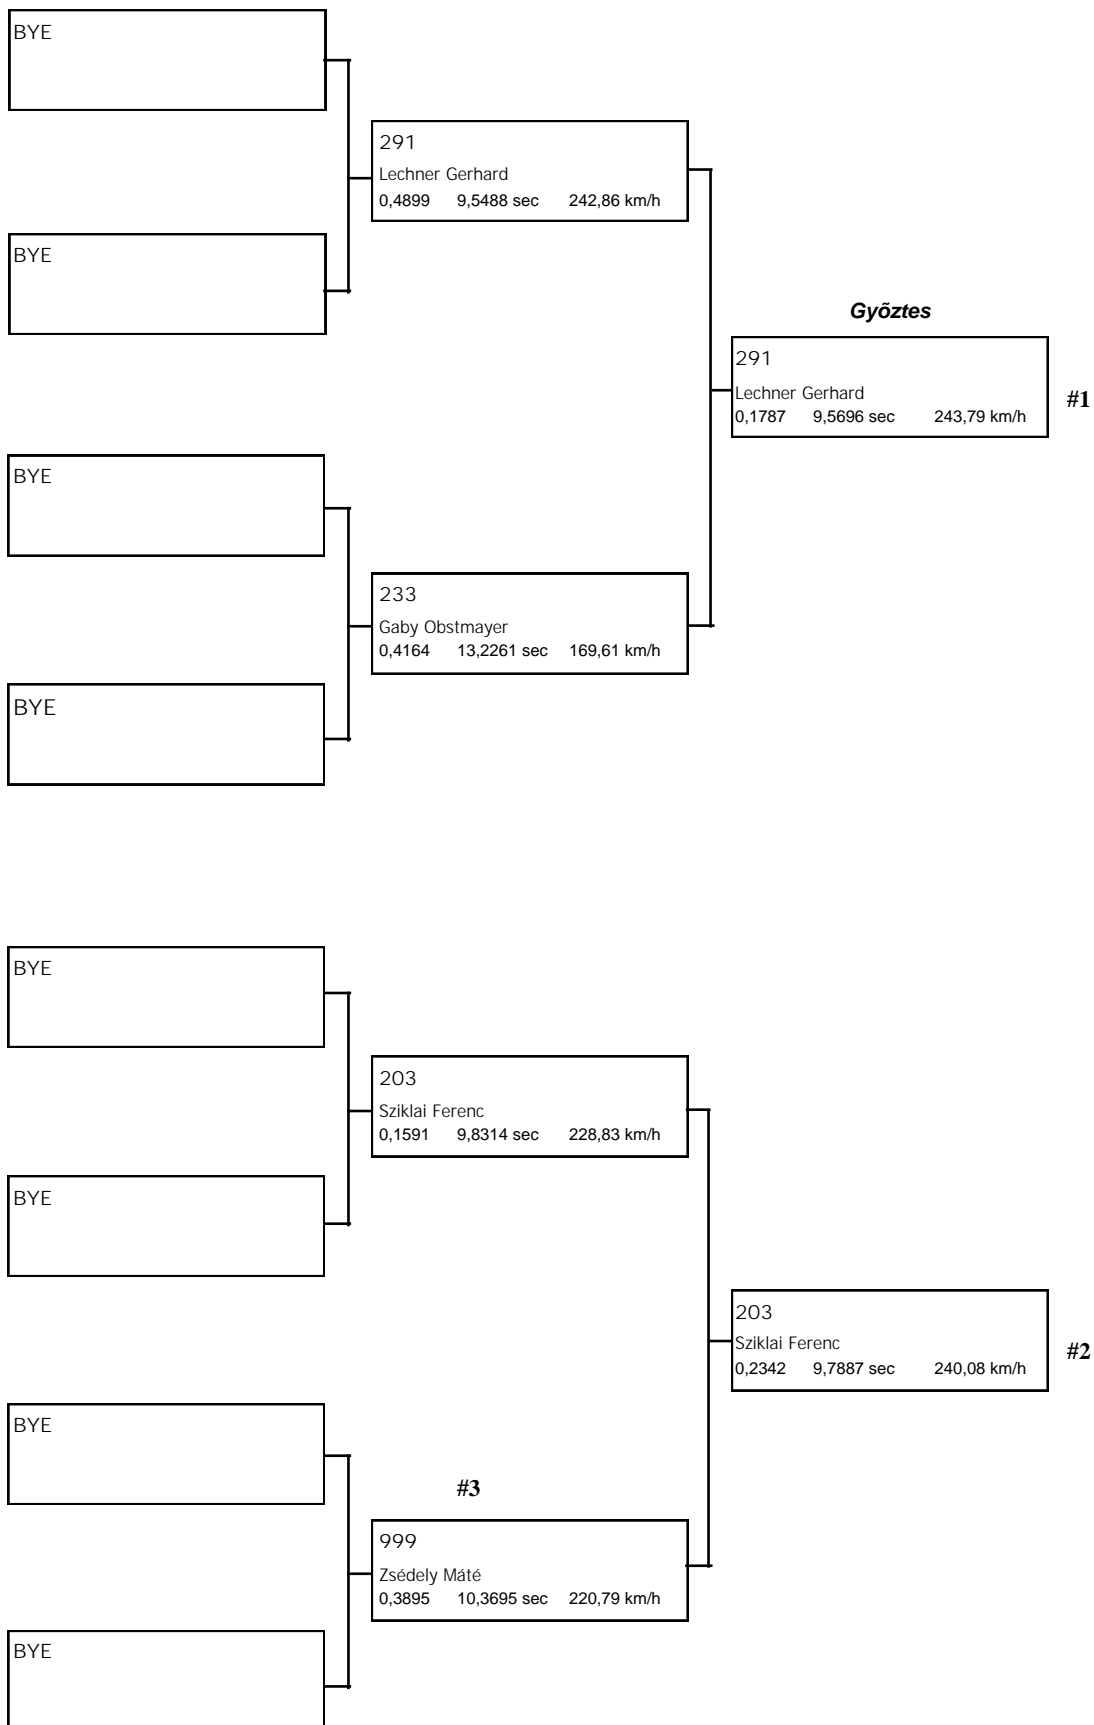 BYE
291
Lechner Gerhard
0,4899 9,5488 sec 242,86 km/h
BYE
Gyõztes
291
Lechner Gerhard
0,1787 9,5696 sec 243,79 km/h
#1
BYE
233
Gaby Obstmayer
0,4164 13,2261 sec 169,61 km/h
BYE
BYE
203
Sziklai Ferenc
0,1591 9,8314 sec 228,83 km/h
BYE
203
Sziklai Ferenc
0,2342 9,7887 sec 240,08 km/h
#2
BYE
#3
999
Zsédely Máté
0,3895 10,3695 sec 220,79 km/h
BYE